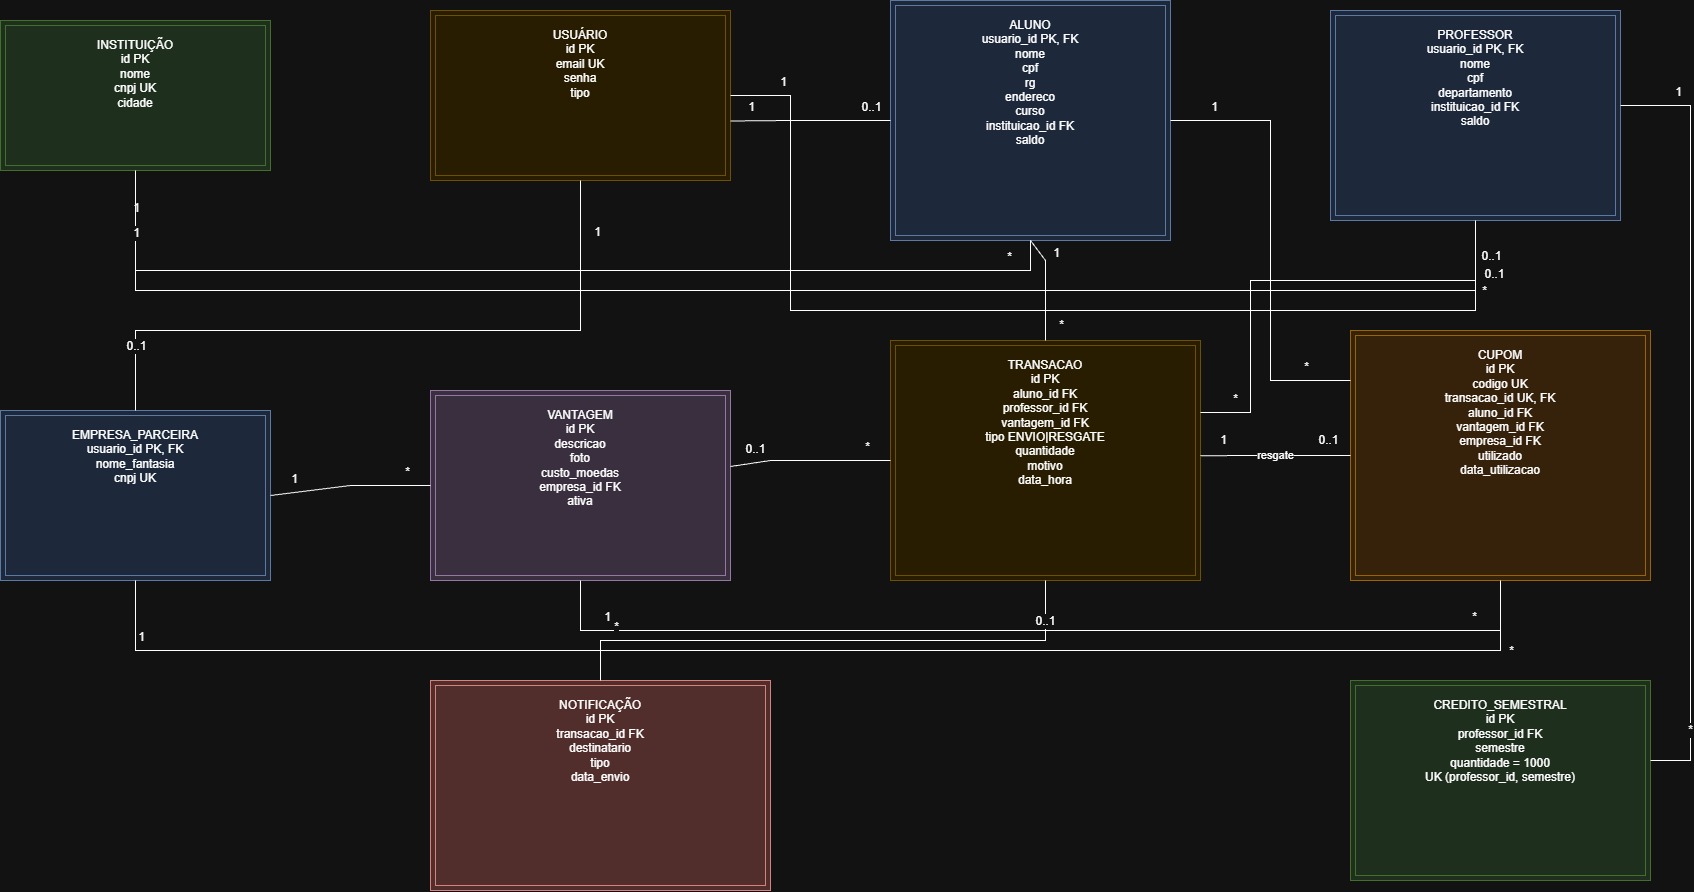 INSTITUIÇÃO
id PK
nome
cnpj UK
cidade
USUÁRIO
id PK
email UK
senha
tipo
ALUNO
usuario_id PK, FK
nome
cpf
rg
endereco
curso
instituicao_id FK
saldo
PROFESSOR
usuario_id PK, FK
nome
cpf
departamento
instituicao_id FK
saldo
1
1
0..1
1
1
1
1
1
*
1
0..1
0..1
*
*
0..1
*
*
EMPRESA_PARCEIRA
usuario_id PK, FK
nome_fantasia
cnpj UK
1
*
VANTAGEM
id PK
descricao
foto
custo_moedas
empresa_id FK
ativa
0..1
*
TRANSACAO
id PK
aluno_id FK
professor_id FK
vantagem_id FK
tipo ENVIO|RESGATE
quantidade
motivo
data_hora
1
resgate
0..1
CUPOM
id PK
codigo UK
transacao_id UK, FK
aluno_id FK
vantagem_id FK
empresa_id FK
utilizado
data_utilizacao
1
*
0..1
*
1
*
*
NOTIFICAÇÃO
id PK
transacao_id FK
destinatario
tipo
data_envio
CREDITO_SEMESTRAL
id PK
professor_id FK
semestre
quantidade = 1000
UK (professor_id, semestre)